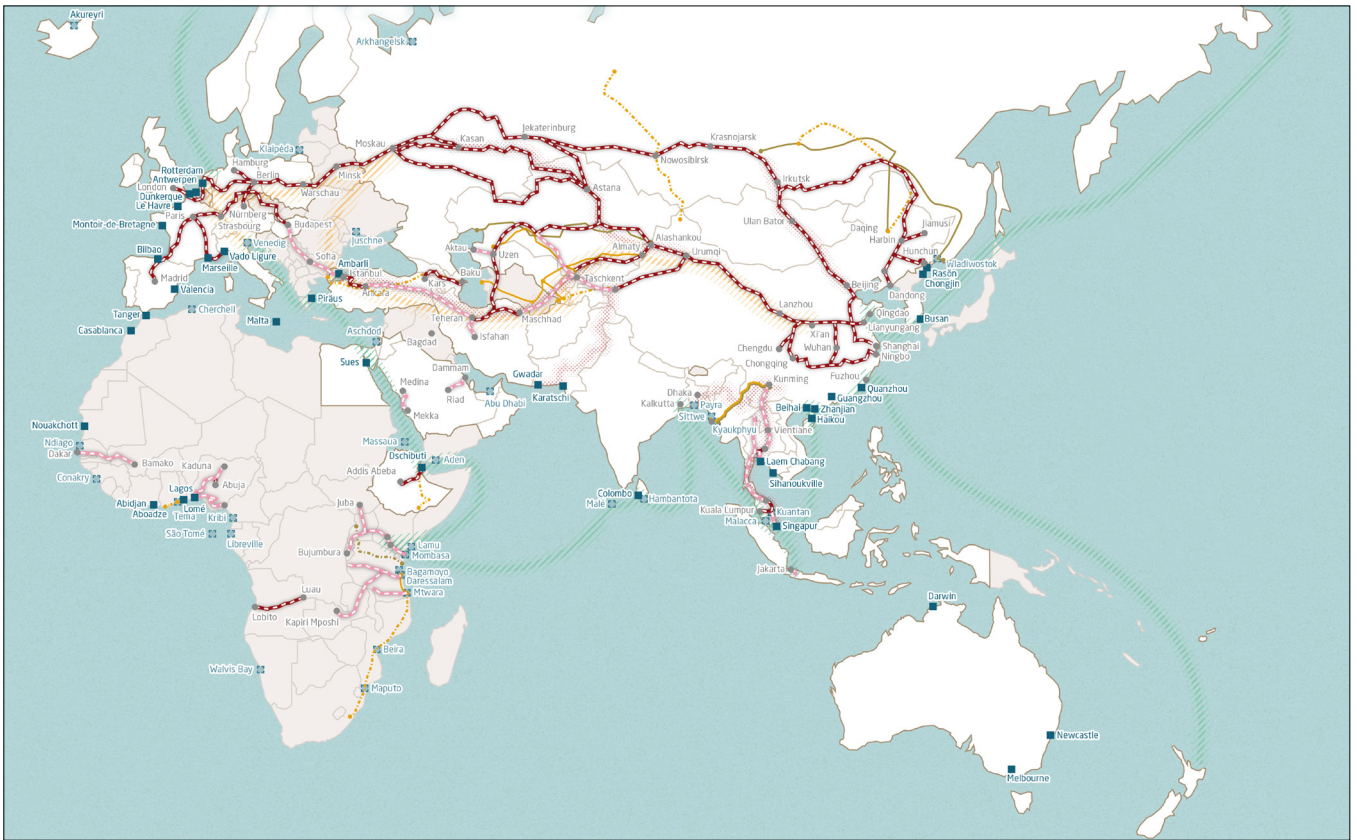 Akureyri
Arkhangelsk
Jekaterinburg
Kasan
Krasnojarsk
Moskau
Nowosibirsk
Klaipėda
Hamburg
Minsk
Berlin
Rotterdam
Antwerpen
London
Dünkerque
Le Havre
Warschau
Astana
Irkutsk
Paris
Nürnberg
Strasbourg
Budapest
Montoir-de-Bretagne
Ulan Bator
Daqing
Jiamusi
Harbin
Juschne
Venedig
Bilbao
Vado Ligure
Marseille
Sofia
Ambarli
Istanbul
Aktau
Uzen
Alashankou
Almaty
Urumqi
Hunchun
Wladiwostok
Rasŏn
Chongjin
Madrid
Valencia
Ankara
Kars
Baku
Taschkent
Beijing
Dandong
Piräus
Tanger
Cherchell
Malta
Casablanca
Teheran
Maschhad
Isfahan
Lanzhou
Qingdao
Busan
Lianyungang
Xi'an
Aschdod
Bagdad
Chengdu
Wuhan
Shanghai
Ningbo
Chongqing
Sues
Dammam
Gwadar
Karatschi
Medina
Riad
Abu Dhabi
Mekka
Kunming
Fuzhou
Dhaka
Kalkutta
Payra
Sittwe
Kyaukphyu
Quanzhou
Guangzhou
Beihai
Zhanjian
Haikou
Nouakchott
Vientiane
Massaua
Ndiago
Dakar
Bamako
Kaduna
Dschibuti
Aden
Conakry
Abuja
Addis Abeba
Laem Chabang
Sihanoukville
Lagos
Abidjan
Lomé
Aboadze
Tema
Kribi
Juba
Colombo
Hambantota
Male
Kuala Lumpur
Kuantan
Malacca
Singapur
São Tomé
Libreville
Lamu
Mombasa
Bujumbura
Bagamoyo
Daressalam
Jakarta
Luau
Mtwara
Lobito
Kapiri Mposhi
Darwin
Beira
Walvis Bay
Maputo
Newcastle
Melbourne